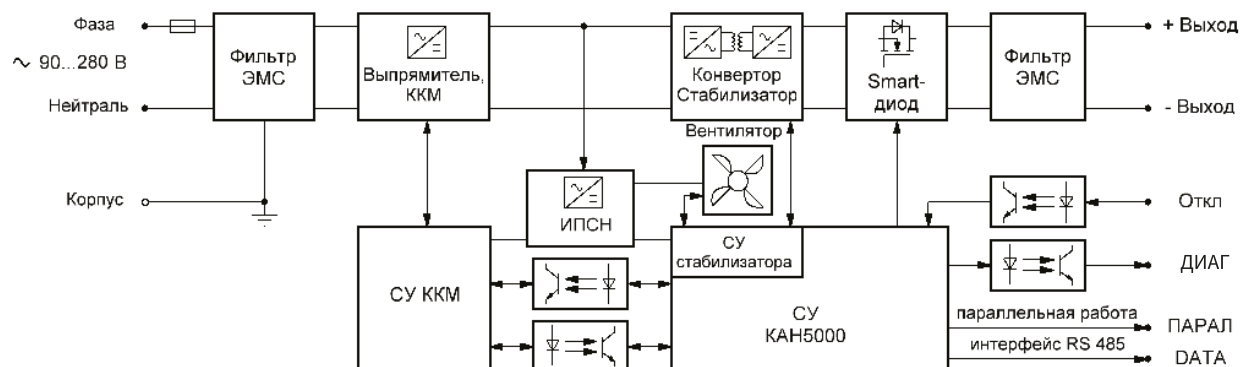 Фаза
~ 90...280 В
Нейтраль
Корпус
Фильтр
ЭМС
Выпрямитель,
ККМ
Конвертор
Стабилизатор
Smart-
диод
Фильтр
ЭМС
+ Выход
- Выход
Вентилятор
ИПСН
СУ
стабилизатора
СУ ККМ
СУ
КАН5000
Откл
ДИАГ
параллельная работа
ПАРАЛ
интерфейс RS 485
DATA